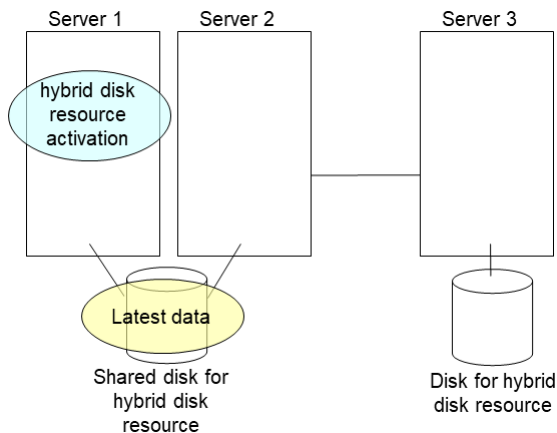 Server 1
Server 2
Server 3
hybrid disk
resource
activation
Latest data
Shared disk for
hybrid disk
resource
Disk for hybrid
disk resource